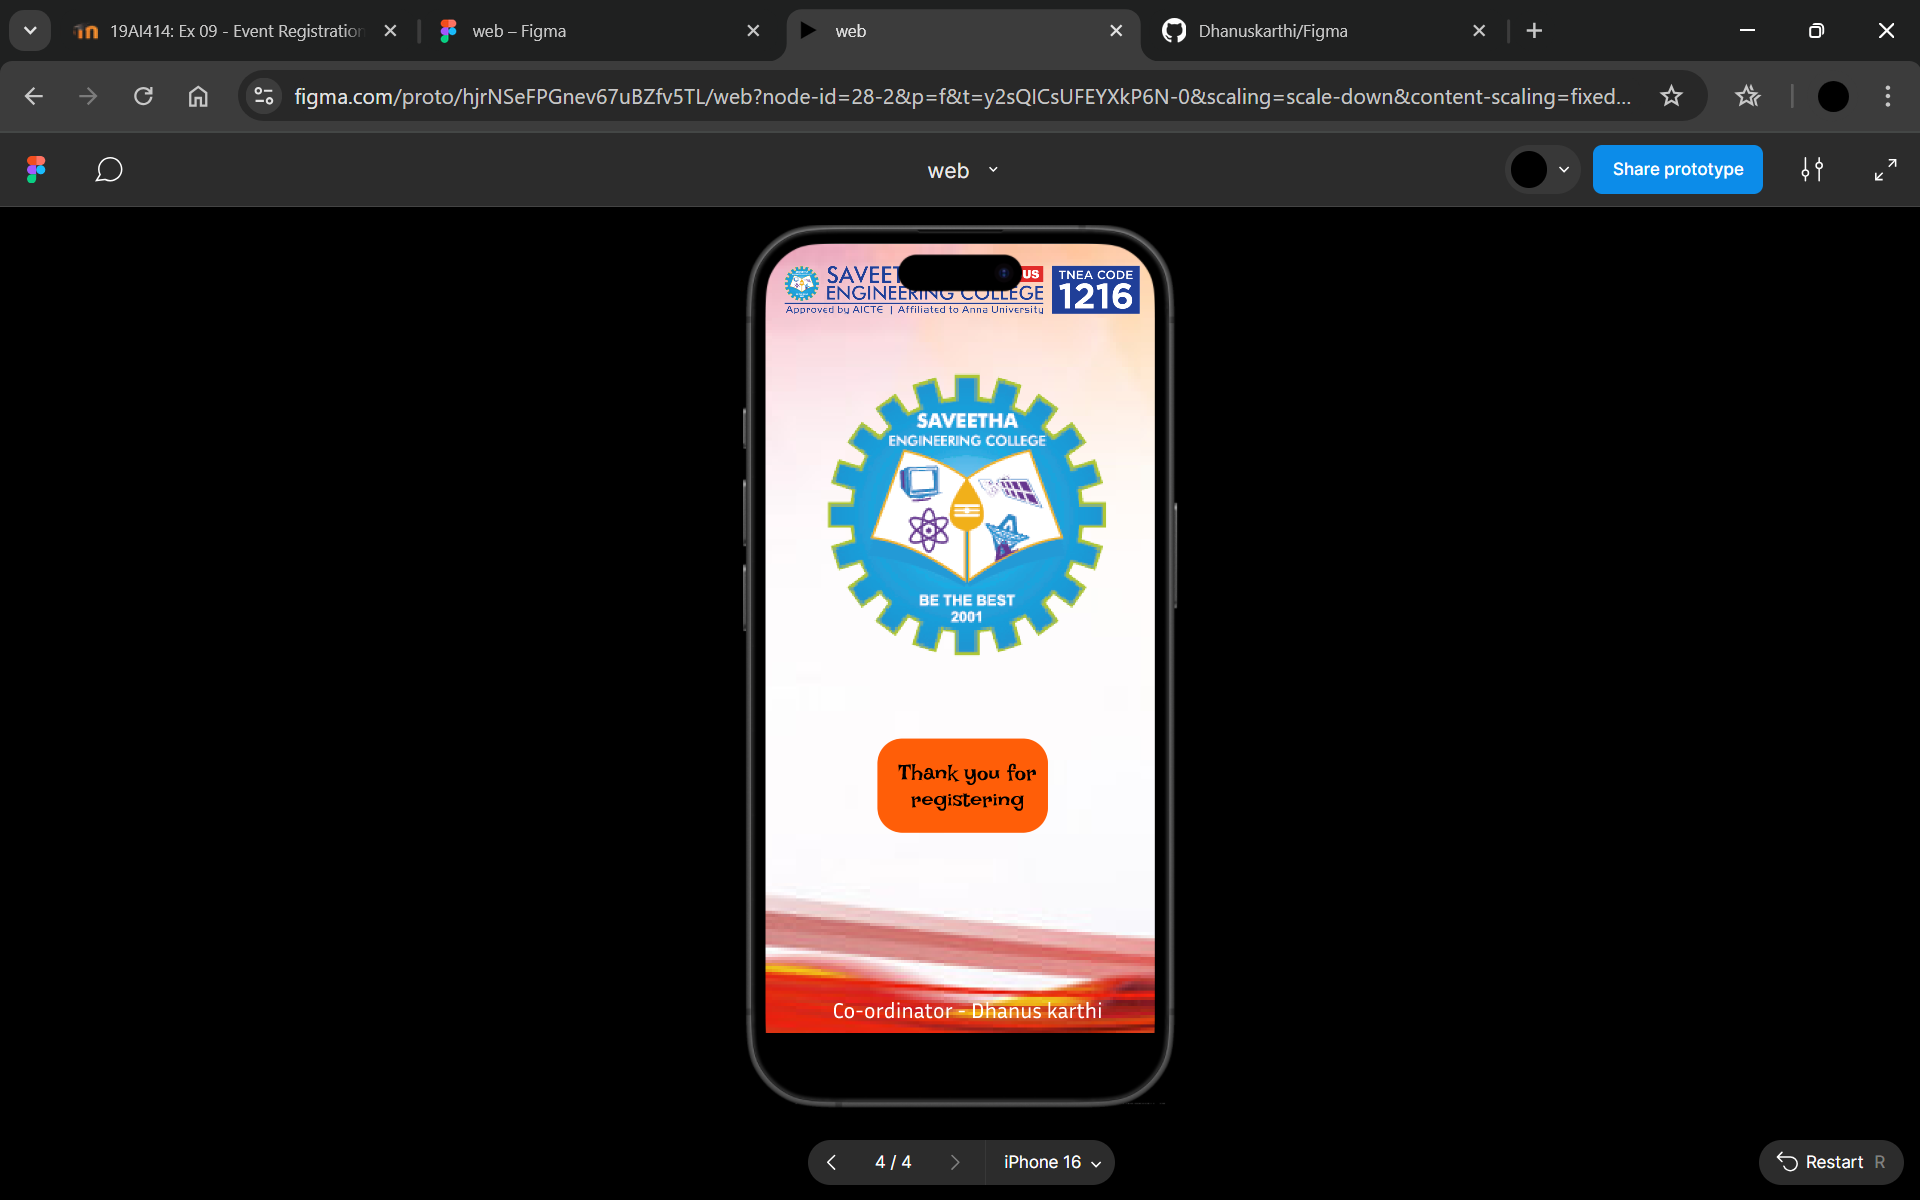 19AI414: Ex 09 - Event Registration
web – Figma
web
Dhanuskarthi/Figma
figma.com/proto/hjrNSeFPGnev67uBZfv5TL/web?node-id=28-2&p=f&t=y2sQICsUFEYXkP6N-0&scaling=scale-down&content-scaling=fixed...
web
Share prototype
US
TNEA CODE
ENGINEERING COLLEGE
1216
Approved by AICTE | Affiliated to Anna University
SAVEETHA
ENGINEERING COLLEGE
BE THE BEST
2001
Thank you for
registering
Co-ordinator - Dhanus karthi
4 / 4
iPhone 16
Restart R